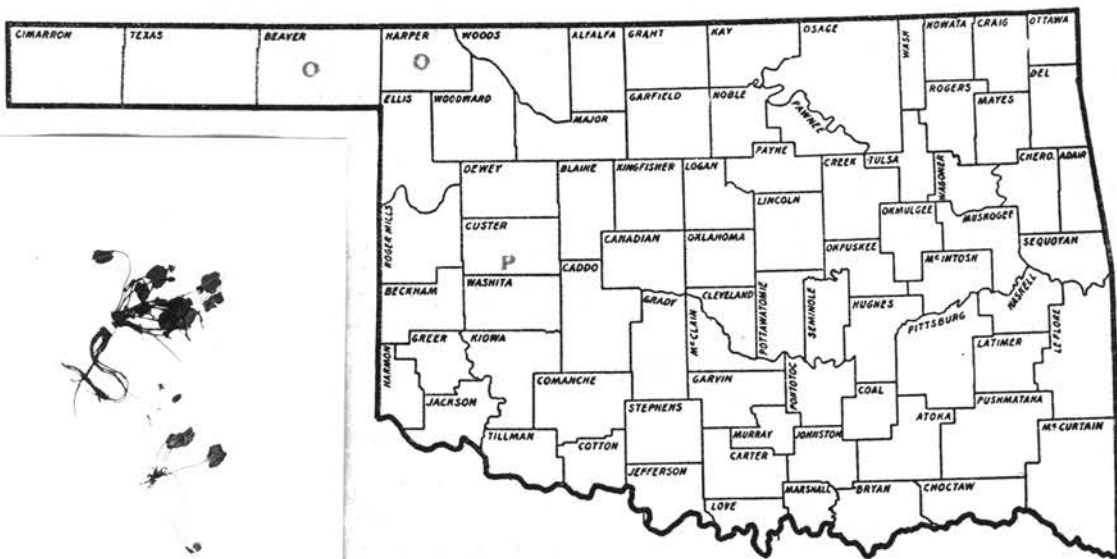 CIMARRON TEXAS BEAVER HARPER WOODS ALFALFA GRANT KAY OSAGE WASH NOWATA CRAIG OTTAWA
O O
DEL
ELLIS WOODWARD GARFIELD NOBLE ROGERS MAYES
MAJOR PAWNEE
PAYNE
DEWEY BLAINE KINGFISHER LOGAN CREEK TULSA WAGONER CHERO. ADAIR
LINCOLN
ROGER MILLS CUSTER OKMULGEE MUSKOGEE
CANADIAN OKLAHOMA OKFUSKEE SEQUOYAH
P CADDO MCINTOSH
BECKHAM WASHITA GRADY CLEVELAND POTTAWATOMIE SEMINOLE HUGHES HASKELL
PITTSBURG
GREER KIOWA MCCLAIN LATIMER LEFLORE
HARMON COMANCHE GARVIN PONTOTOC COAL
JACKSON STEPHENS ATOKA PUSHMATAHA
TILLMAN COTTON MURRAY JOHNSTON MCCURTAIN
CARTER
JEFFERSON MARSHALL BRYAN CHOCTAW
LOVE